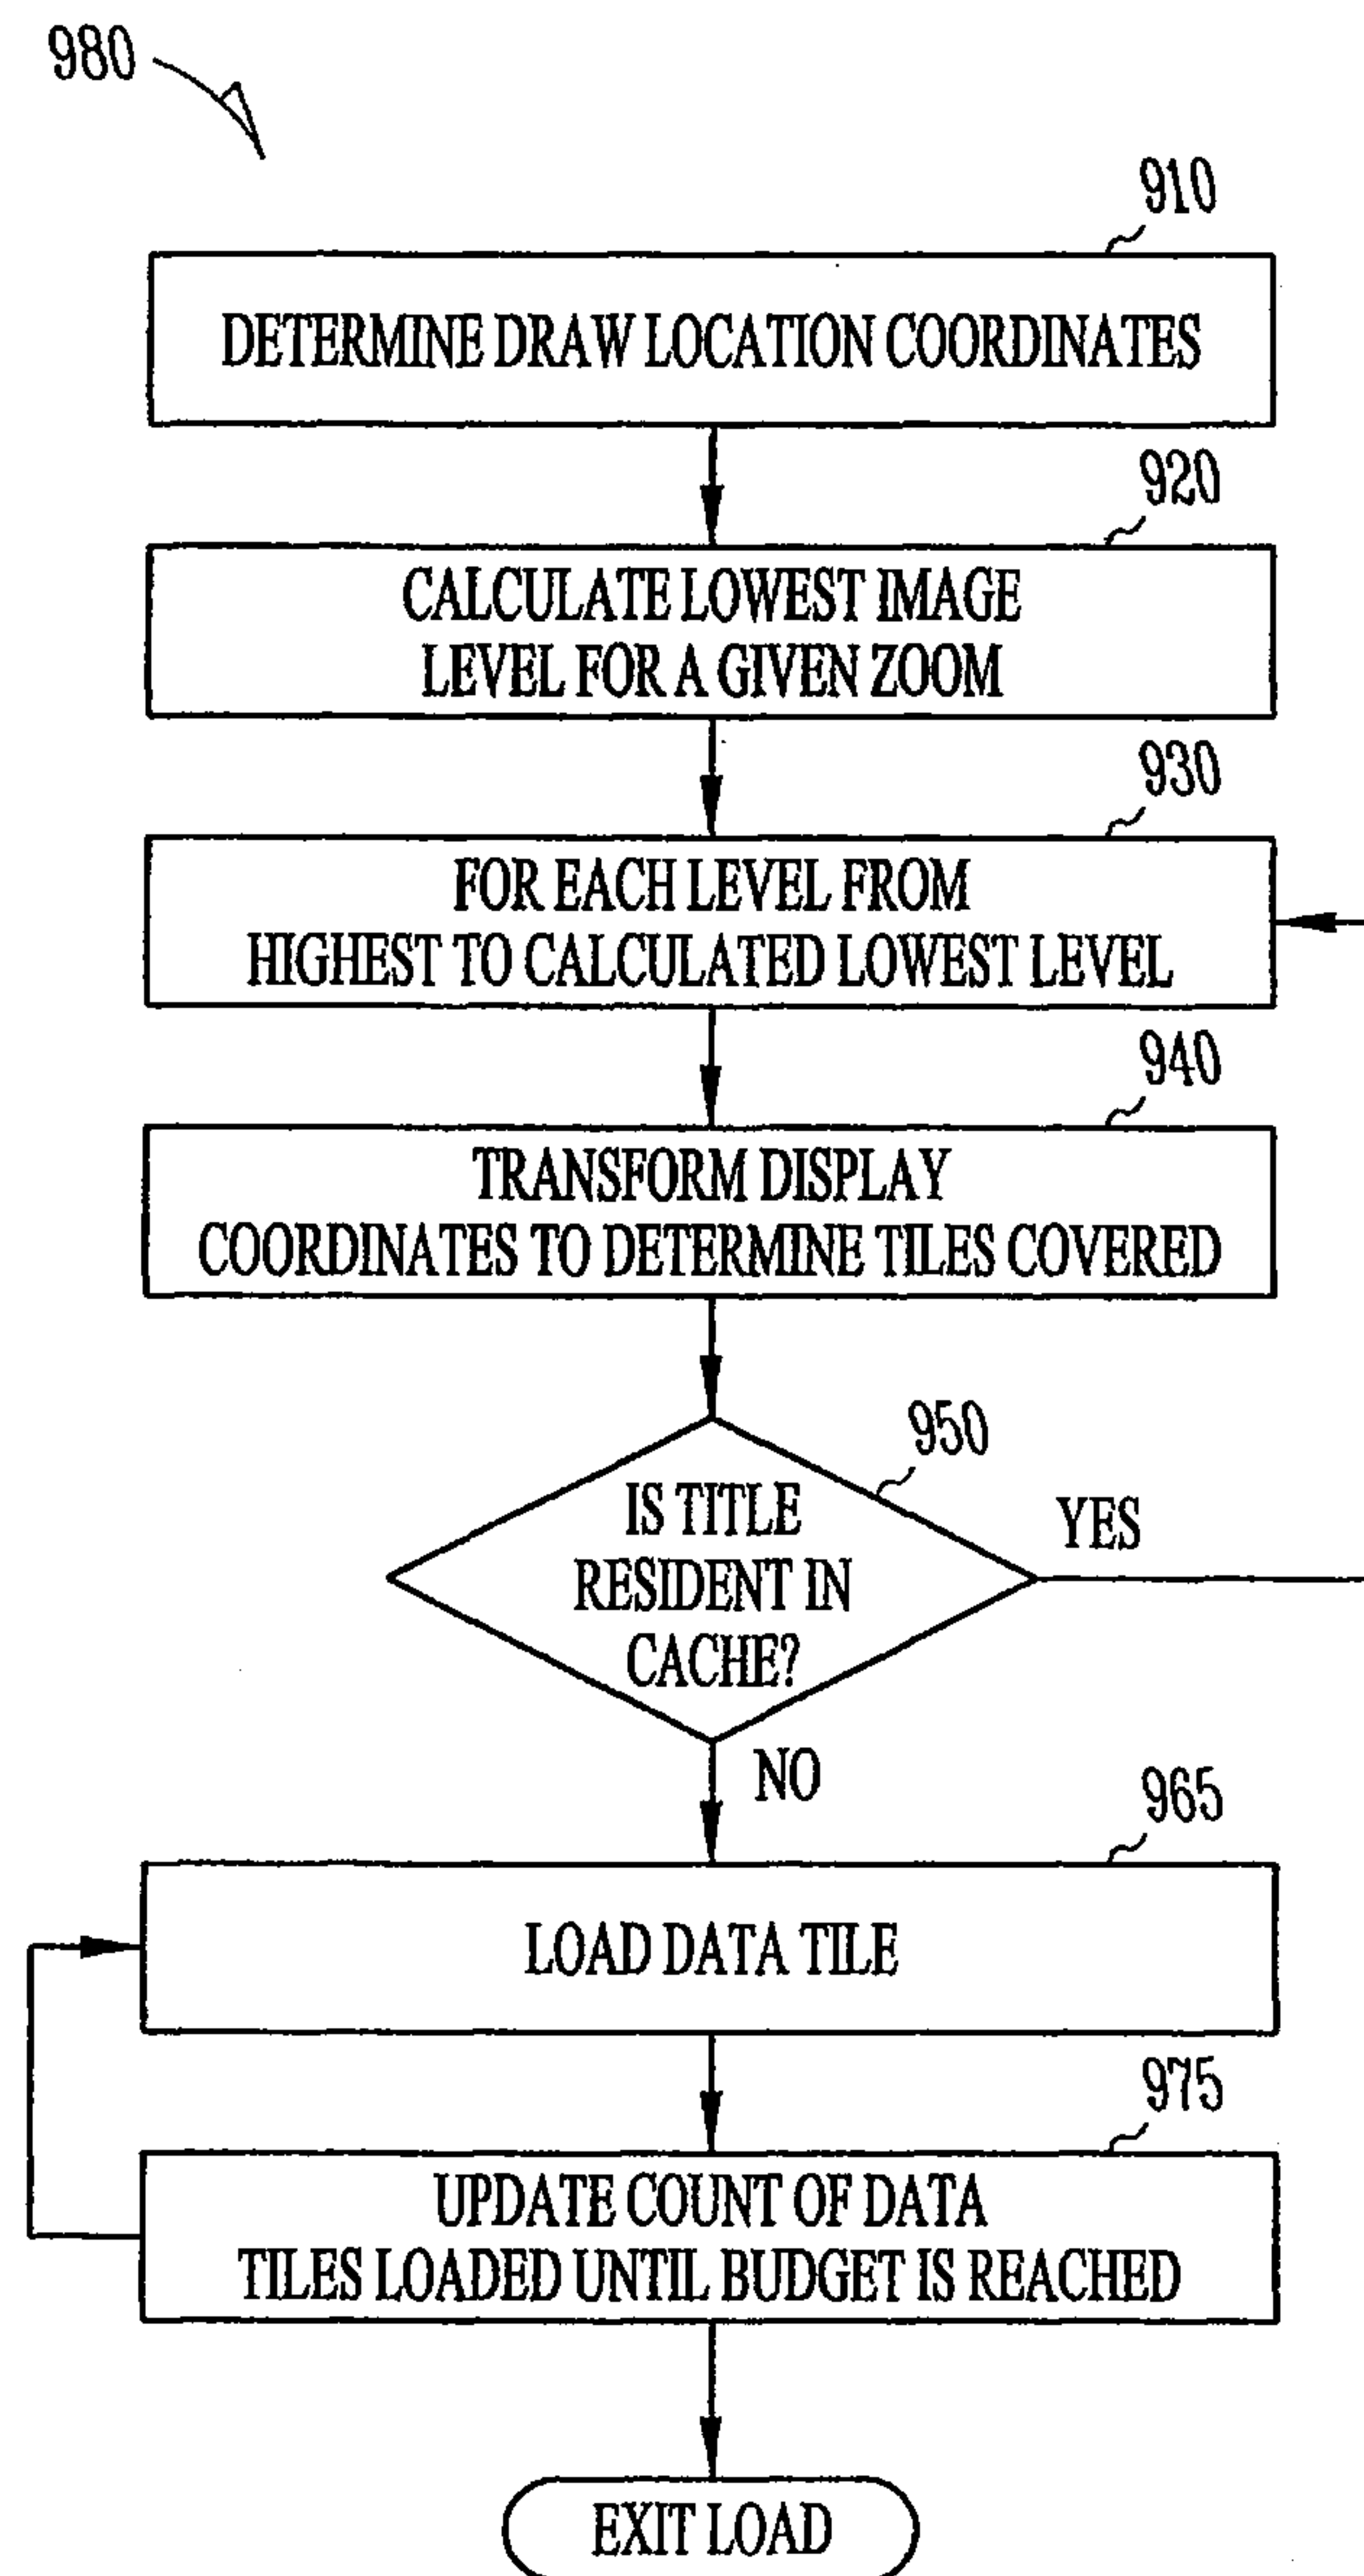 980
910
DETERMINE DRAW LOCATION COORDINATES
920
CALCULATE LOWEST IMAGE
LEVEL FOR A GIVEN ZOOM
930
FOR EACH LEVEL FROM
HIGHEST TO CALCULATED LOWEST LEVEL
940
TRANSFORM DISPLAY
COORDINATES TO DETERMINE TILES COVERED
950
IS TITLE
RESIDENT IN
CACHE?
YES
NO
965
LOAD DATA TILE
975
UPDATE COUNT OF DATA
TILES LOADED UNTIL BUDGET IS REACHED
EXIT LOAD